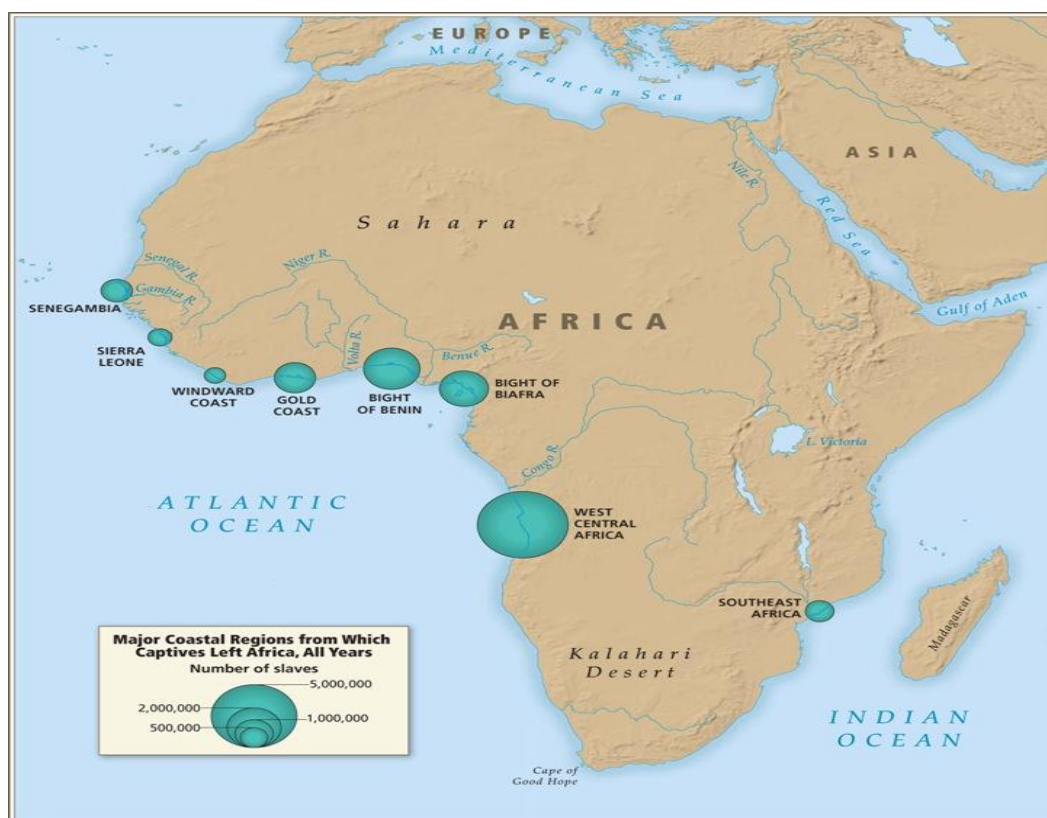 EUROPE
Mediterranean Sea
ASIA
Nile R.
Red Sea
Sahara
Senegal R.
Niger R.
Gambia R.
SENEGAMBIA
Gulf of Aden
AFRICA
SIERRA
LEONE
Volta R.
Benue R.
WINDWARD
COAST
GOLD
COAST
BIGHT
OF BENIN
BIGHT OF
BIAFRA
L. Victoria
Congo R.
ATLANTIC
OCEAN
WEST
CENTRAL
AFRICA
SOUTHEAST
AFRICA
Madagascar
Kalahari
Desert
Major Coastal Regions from Which
Captives Left Africa, All Years
Number of slaves
5,000,000
2,000,000
1,000,000
500,000
INDIAN
OCEAN
Cape of
Good Hope